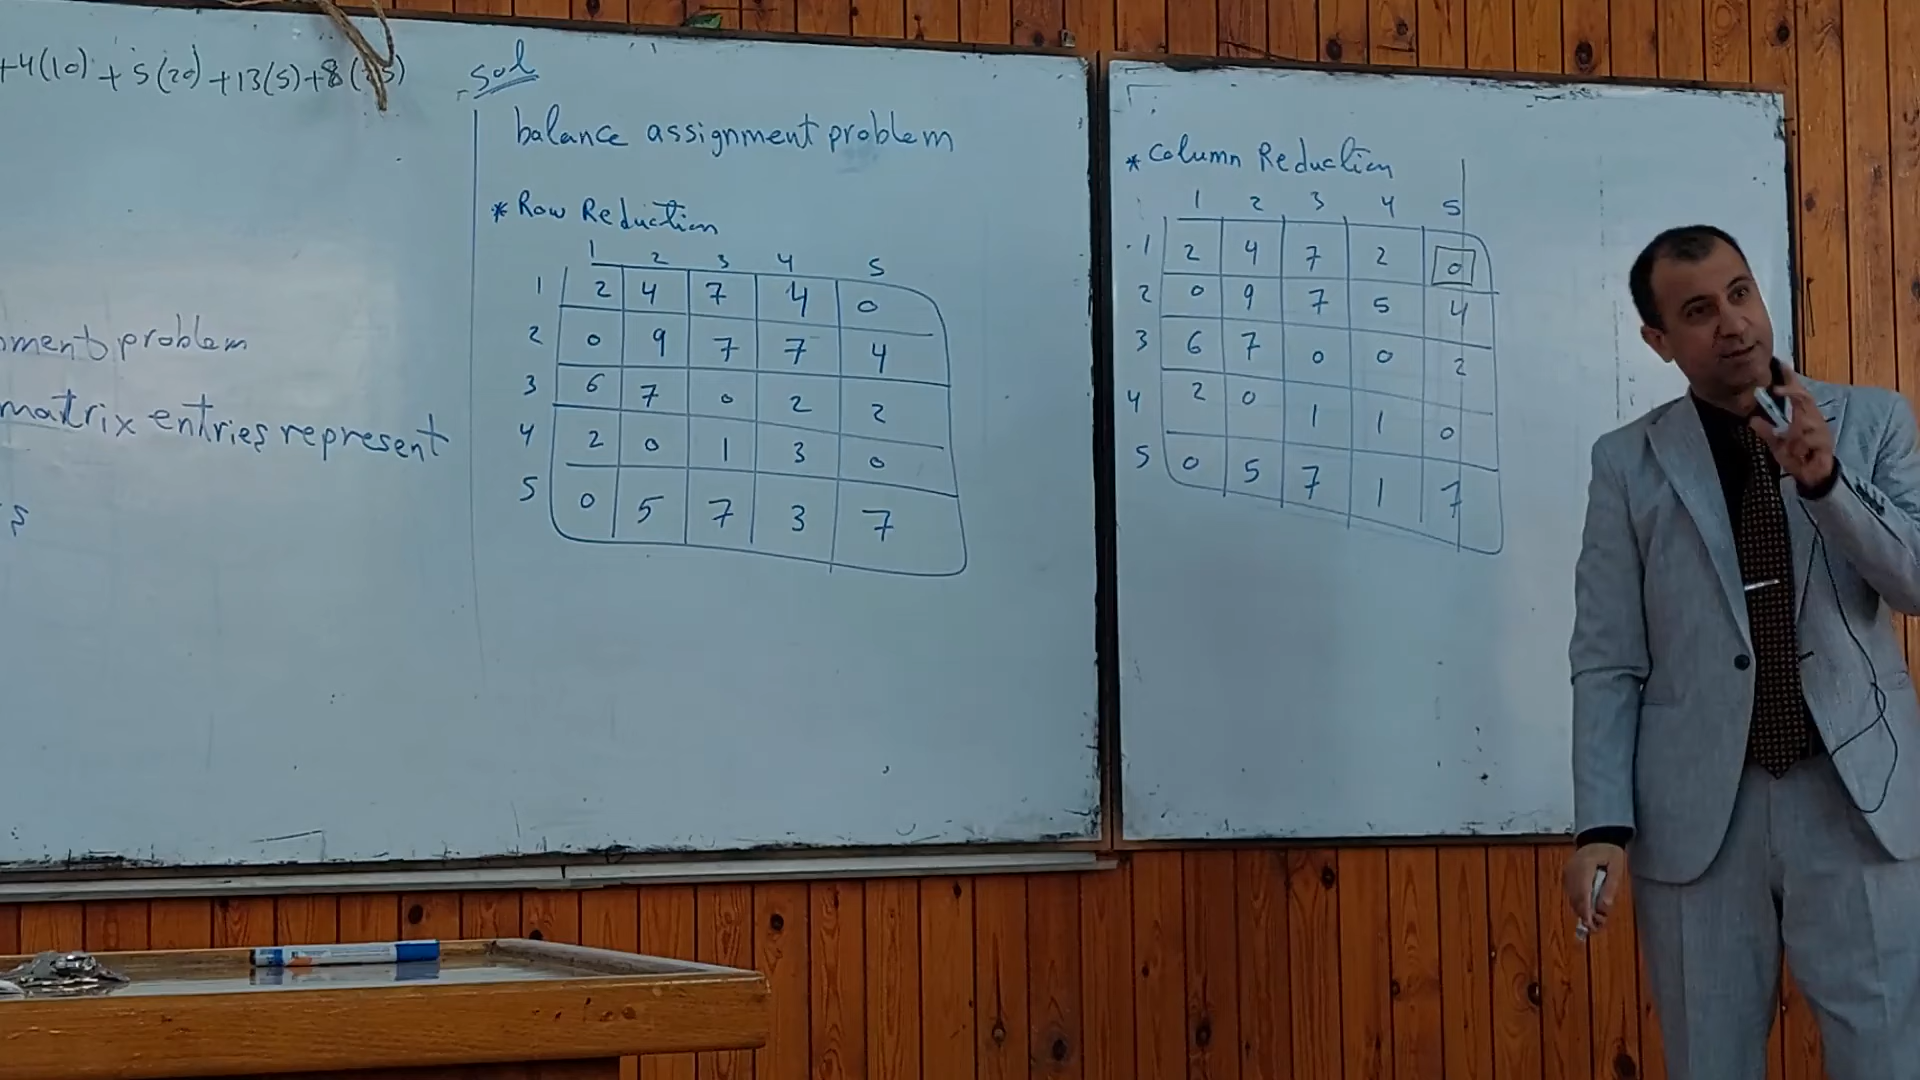 +4(10) + 5(20) + 13(5) + 8(
problem
matrix entries represent
sol
balance assignment problem
* Row Reduction
1 2 3 4 5
1 2 4 7 4 0
2 0 9 7 7 4
3 6 7 0 2 2
4 2 0 1 3 0
5 0 5 7 3 7
* Column Reduction
1 2 3 4 5
1 2 4 7 2 0
2 0 9 7 5 4
3 6 7 0 0 2
4 2 0 1 1 0
5 0 5 7 1 7